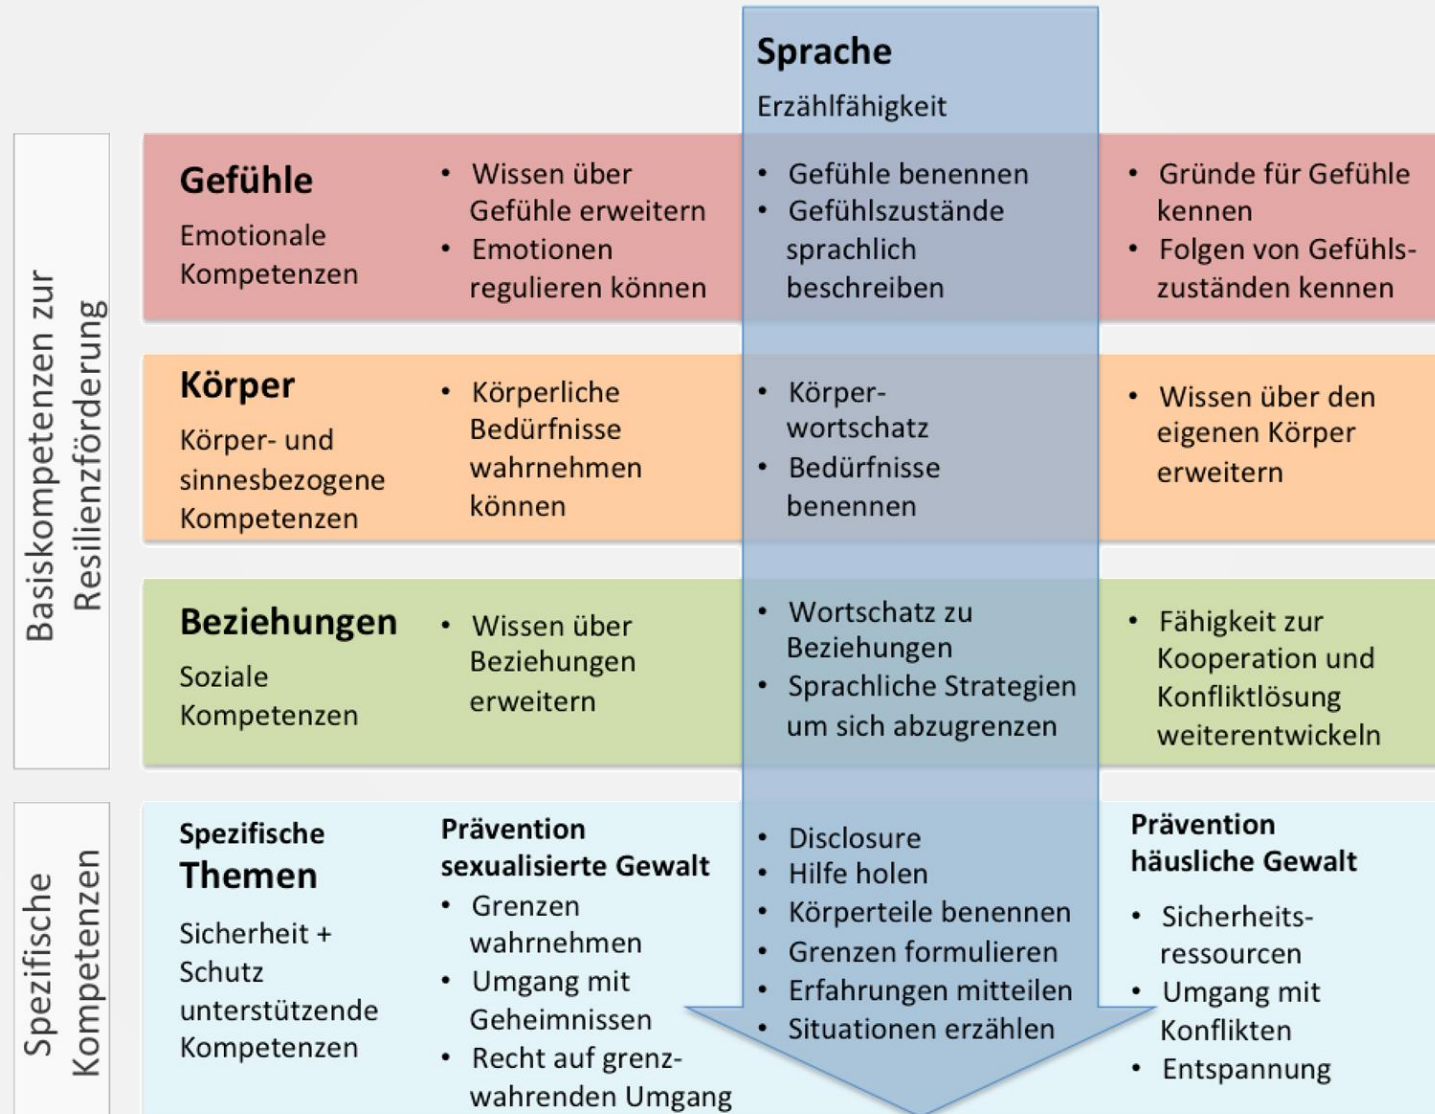 Sprache
Erzählfähigkeit
Basiskompetenzen zur
Resilienzförderung
Gefühle
Emotionale
Kompetenzen
• Wissen über
Gefühle erweitern
• Emotionen
regulieren können
• Gefühle benennen
• Gefühlszustände
sprachlich
beschreiben
• Gründe für Gefühle
kennen
• Folgen von Gefühls-
zuständen kennen
Körper
Körper- und
sinnesbezogene
Kompetenzen
• Körperliche
Bedürfnisse
wahrnehmen
können
• Körper-
wortschatz
• Bedürfnisse
benennen
• Wissen über den
eigenen Körper
erweitern
Beziehungen
Soziale
Kompetenzen
• Wissen über
Beziehungen
erweitern
• Wortschatz zu
Beziehungen
• Sprachliche Strategien
um sich abzugrenzen
• Fähigkeit zur
Kooperation und
Konfliktlösung
weiterentwickeln
Spezifische
Kompetenzen
Spezifische
Themen
Sicherheit +
Schutz
unterstützende
Kompetenzen
Prävention
sexualisierte Gewalt
• Grenzen
wahrnehmen
• Umgang mit
Geheimnissen
• Recht auf grenz-
wahrenden Umgang
• Disclosure
• Hilfe holen
• Körperteile benennen
• Grenzen formulieren
• Erfahrungen mitteilen
• Situationen erzählen
Prävention
häusliche Gewalt
• Sicherheits-
ressourcen
• Umgang mit
Konflikten
• Entspannung